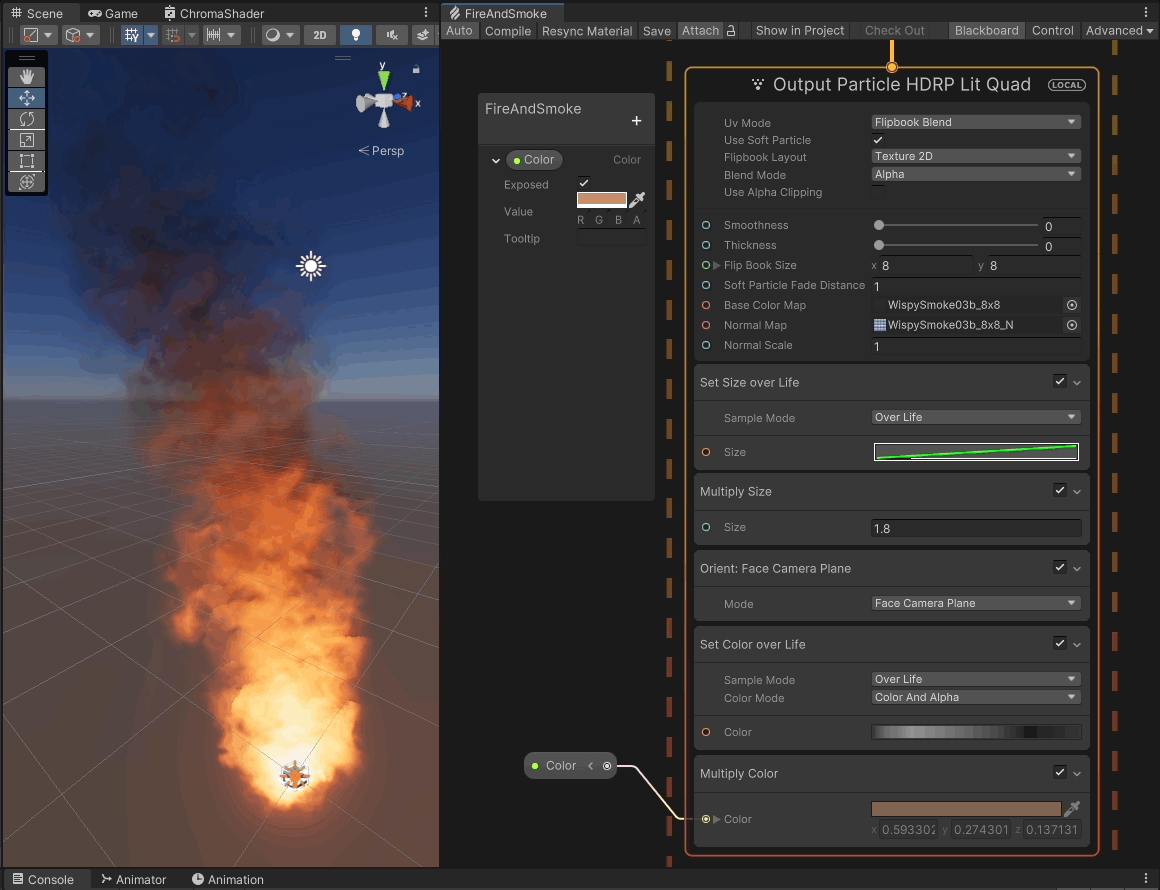 Scene Game ChromaShader
2D
y
z
x
Persp
FireAndSmoke
Auto Compile Resync Material Save Attach Show in Project Check Out Blackboard Control Advanced
FireAndSmoke
+
Color Color
Exposed
Value
R G B A
Tooltip
Output Particle HDRP Lit Quad LOCAL
Uv Mode Flipbook Blend
Use Soft Particle
Flipbook Layout Texture 2D
Blend Mode Alpha
Use Alpha Clipping
Smoothness 0
Thickness 0
Flip Book Size x 8 y 8
Soft Particle Fade Distance 1
Base Color Map WispySmoke03b_8x8
Normal Map WispySmoke03b_8x8_N
Normal Scale 1
Set Size over Life
Sample Mode Over Life
Size
Multiply Size
Size 1.8
Orient: Face Camera Plane
Mode Face Camera Plane
Set Color over Life
Sample Mode Over Life
Color Mode Color And Alpha
Color
Color
Multiply Color
Color
x 0.593302 y 0.274301 z 0.137131
Console Animator Animation